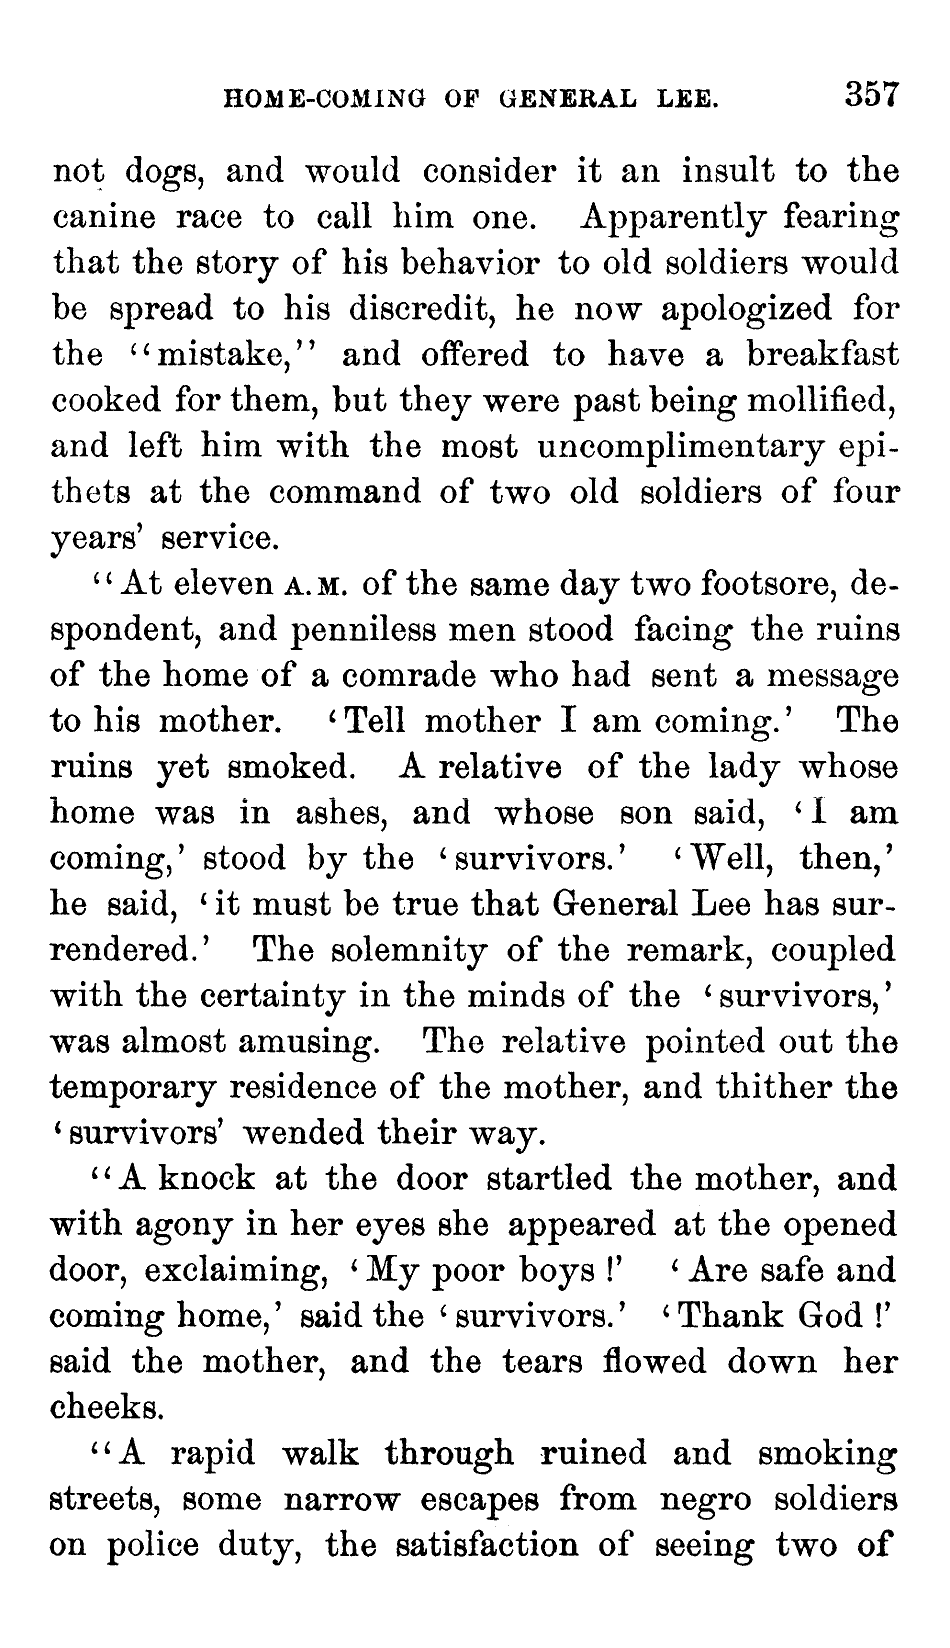 HOME-COMING OF GENERAL LEE. 357
not dogs, and would consider it an insult to the
canine race to call him one. Apparently fearing
that the story of his behavior to old soldiers would
be spread to his discredit, he now apologized for
the “mistake,” and offered to have a breakfast
cooked for them, but they were past being mollified,
and left him with the most uncomplimentary epi-
thets at the command of two old soldiers of four
years’ service.
“At eleven A.M. of the same day two footsore, de-
spondent, and penniless men stood facing the ruins
of the home of a comrade who had sent a message
to his mother. ‘Tell mother I am coming.’ The
ruins yet smoked. A relative of the lady whose
home was in ashes, and whose son said, ‘I am
coming,’ stood by the ‘survivors.’ ‘Well, then,’
he said, ‘it must be true that General Lee has sur-
rendered.’ The solemnity of the remark, coupled
with the certainty in the minds of the ‘survivors,’
was almost amusing. The relative pointed out the
temporary residence of the mother, and thither the
‘survivors’ wended their way.
“A knock at the door startled the mother, and
with agony in her eyes she appeared at the opened
door, exclaiming, ‘My poor boys!’ ‘Are safe and
coming home,’ said the ‘survivors.’ ‘Thank God!’
said the mother, and the tears flowed down her
cheeks.
“A rapid walk through ruined and smoking
streets, some narrow escapes from negro soldiers
on police duty, the satisfaction of seeing two of